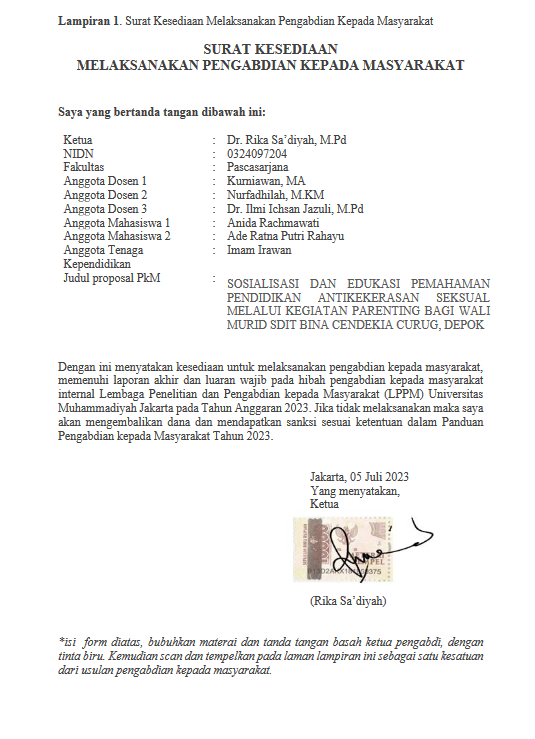 Lampiran 1. Surat Kesediaan Melaksanakan Pengabdian Kepada Masyarakat
SURAT KESEDIAAN
MELAKSANAKAN PENGABDIAN KEPADA MASYARAKAT
Saya yang bertanda tangan dibawah ini:
Ketua : Dr. Rika Sa’diyah, M.Pd
NIDN : 0324097204
Fakultas : Pascasarjana
Anggota Dosen 1 : Kurniawan, MA
Anggota Dosen 2 : Nurfadhilah, M.KM
Anggota Dosen 3 : Dr. Ilmi Ichsan Jazuli, M.Pd
Anggota Mahasiswa 1 : Anida Rachmawati
Anggota Mahasiswa 2 : Ade Ratna Putri Rahayu
Anggota Tenaga : Imam Irawan
Kependidikan
Judul proposal PkM : SOSIALISASI DAN EDUKASI PEMAHAMAN
PENDIDIKAN ANTIKEKERASAN SEKSUAL
MELALUI KEGIATAN PARENTING BAGI WALI
MURID SDIT BINA CENDEKIA CURUG, DEPOK
Dengan ini menyatakan kesediaan untuk melaksanakan pengabdian kepada masyarakat,
memenuhi laporan akhir dan luaran wajib pada hibah pengabdian kepada masyarakat
internal Lembaga Penelitian dan Pengabdian kepada Masyarakat (LPPM) Universitas
Muhammadiyah Jakarta pada Tahun Anggaran 2023. Jika tidak melaksanakan maka saya
akan mengembalikan dana dan mendapatkan sanksi sesuai ketentuan dalam Panduan
Pengabdian kepada Masyarakat Tahun 2023.
Jakarta, 05 Juli 2023
Yang menyatakan,
Ketua
(Rika Sa’diyah)
*isi form diatas, bubuhkan materai dan tanda tangan basah ketua pengabdi, dengan
tinta biru. Kemudian scan dan tempelkan pada laman lampiran ini sebagai satu kesatuan
dari usulan pengabdian kepada masyarakat.